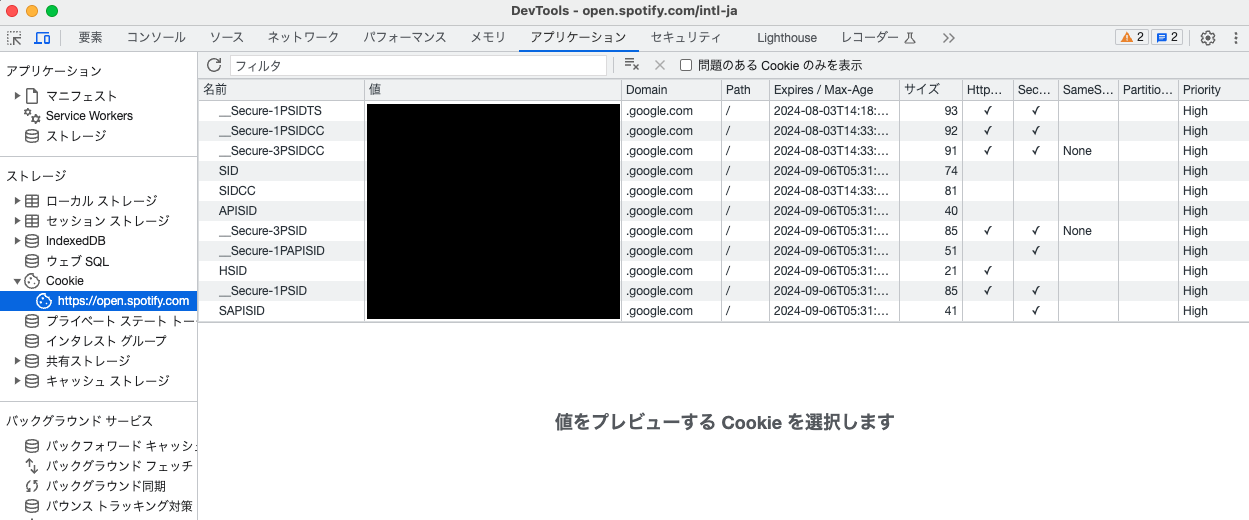 DevTools - open.spotify.com/intl-ja
要素 コンソール ソース ネットワーク パフォーマンス メモリ アプリケーション セキュリティ Lighthouse レコーダー 2 2
アプリケーション
マニフェスト
Service Workers
ストレージ
ストレージ
ローカル ストレージ
セッション ストレージ
IndexedDB
ウェブ SQL
Cookie
https://open.spotify.com
プライベート ステート トー
インタレスト グループ
共有ストレージ
キャッシュ ストレージ
バックグラウンド サービス
バックフォワード キャッシュ
バックグラウンド フェッチ
バックグラウンド同期
バウンス トラッキング対策
フィルタ 問題のある Cookie のみを表示
名前 値 Domain Path Expires / Max-Age サイズ Http... Sec... SameS... Partitio... Priority
__Secure-1PSIDTS .google.com / 2024-08-03T14:18:... 93 ✓ ✓ High
__Secure-1PSIDCC .google.com / 2024-08-03T14:33:... 92 ✓ ✓ High
__Secure-3PSIDCC .google.com / 2024-08-03T14:33:... 91 ✓ ✓ None High
SID .google.com / 2024-09-06T05:31:... 74 High
SIDCC .google.com / 2024-08-03T14:33:... 81 High
APISID .google.com / 2024-09-06T05:31:... 40 High
__Secure-3PSID .google.com / 2024-09-06T05:31:... 85 ✓ ✓ None High
__Secure-1PAPISID .google.com / 2024-09-06T05:31:... 51 ✓ High
HSID .google.com / 2024-09-06T05:31:... 21 ✓ High
__Secure-1PSID .google.com / 2024-09-06T05:31:... 85 ✓ ✓ High
SAPISID .google.com / 2024-09-06T05:31:... 41 ✓ High
値をプレビューする Cookie を選択します